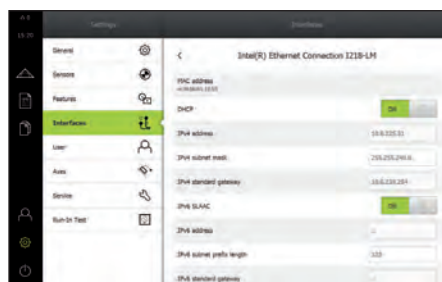 Settings
Interfaces
General
Sensors
Features
Interfaces
User
Axes
Service
Run-In Test
Intel(R) Ethernet Connection I218-LM
MAC address
DHCP
IPv4 address
IPv4 subnet mask
IPv4 standard gateway
IPv6 SLAAC
IPv6 address
IPv6 subnet prefix length
IPv6 standard gateway